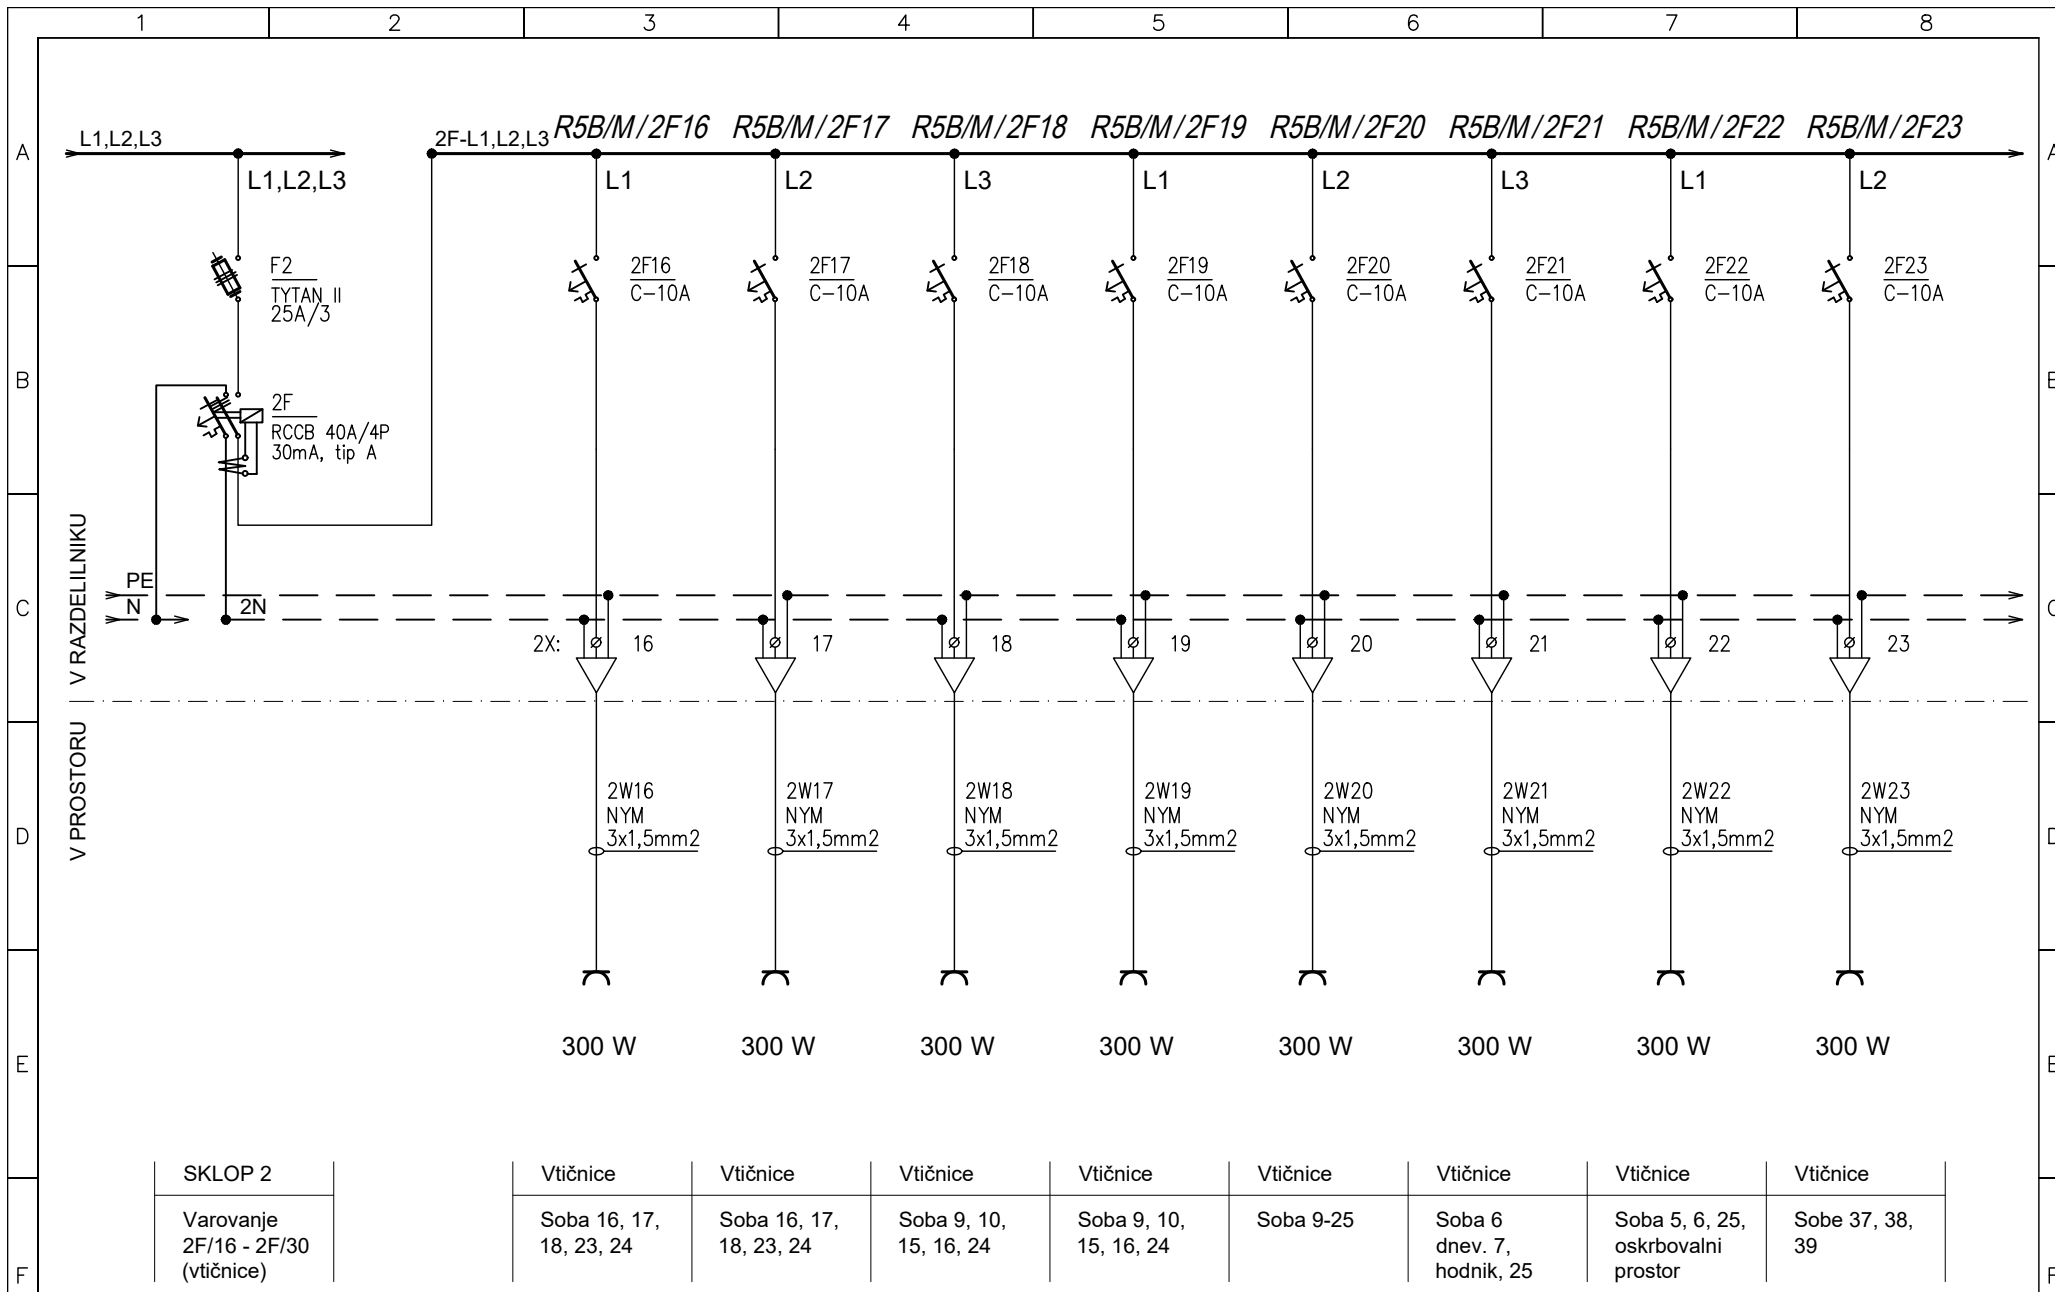 1 2 3 4 5 6 7 8
R5B/M/2F16 R5B/M/2F17 R5B/M/2F18 R5B/M/2F19 R5B/M/2F20 R5B/M/2F21 R5B/M/2F22 R5B/M/2F23
A L1,L2,L3 2F-L1,L2,L3 A
L1,L2,L3 L1 L2 L3 L1 L2 L3 L1 L2
F2 2F16 2F17 2F18 2F19 2F20 2F21 2F22 2F23
TYTAN II C-10A C-10A C-10A C-10A C-10A C-10A C-10A C-10A
25A/3
B B
2F
RCCB 40A/4P
30mA, tip A
V RAZDELILNIKU
PE
C N 2N C
2X: 16 17 18 19 20 21 22 23
V PROSTORU
2W16 2W17 2W18 2W19 2W20 2W21 2W22 2W23
NYM NYM NYM NYM NYM NYM NYM NYM
D 3x1,5mm2 3x1,5mm2 3x1,5mm2 3x1,5mm2 3x1,5mm2 3x1,5mm2 3x1,5mm2 3x1,5mm2 D
300 W 300 W 300 W 300 W 300 W 300 W 300 W 300 W
E E
SKLOP 2 Vtičnice Vtičnice Vtičnice Vtičnice Vtičnice Vtičnice Vtičnice Vtičnice
Varovanje Soba 16, 17, Soba 16, 17, Soba 9, 10, Soba 9, 10, Soba 9-25 Soba 6 Soba 5, 6, 25, Sobe 37, 38,
2F/16 - 2F/30 18, 23, 24 18, 23, 24 15, 16, 24 15, 16, 24 dnev. 7, oskrbovalni 39
F (vtičnice) hodnik, 25 prostor F